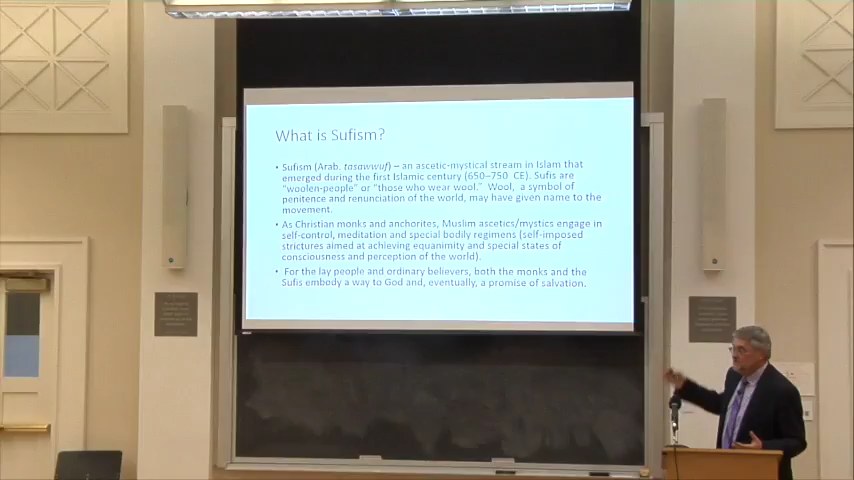 What is Sufism?
• Sufism (Arab. tasawwuf) – an ascetic-mystical stream in Islam that
emerged during the first Islamic century (650–750 CE). Sufis are
“woolen-people” or “those who wear wool.” Wool, a symbol of
penitence and renunciation of the world, may have given name to the
movement.
• As Christian monks and anchorites, Muslim ascetics/mystics engage in
self-control, meditation and special bodily regimens (self-imposed
strictures aimed at achieving equanimity and special states of
consciousness and perception of the world).
• For the lay people and ordinary believers, both the monks and the
Sufis embody a way to God and, eventually, a promise of salvation.